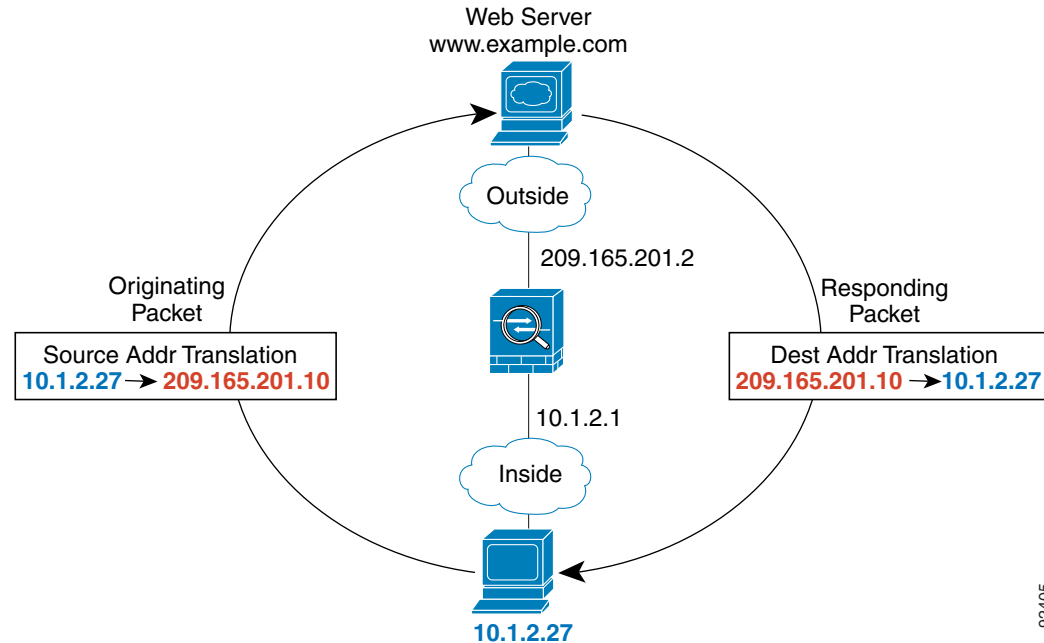 Web Server
www.example.com
Outside
209.165.201.2
Originating
Packet
Responding
Packet
Source Addr Translation
10.1.2.27 209.165.201.10
Dest Addr Translation
209.165.201.10 10.1.2.27
10.1.2.1
Inside
10.1.2.27